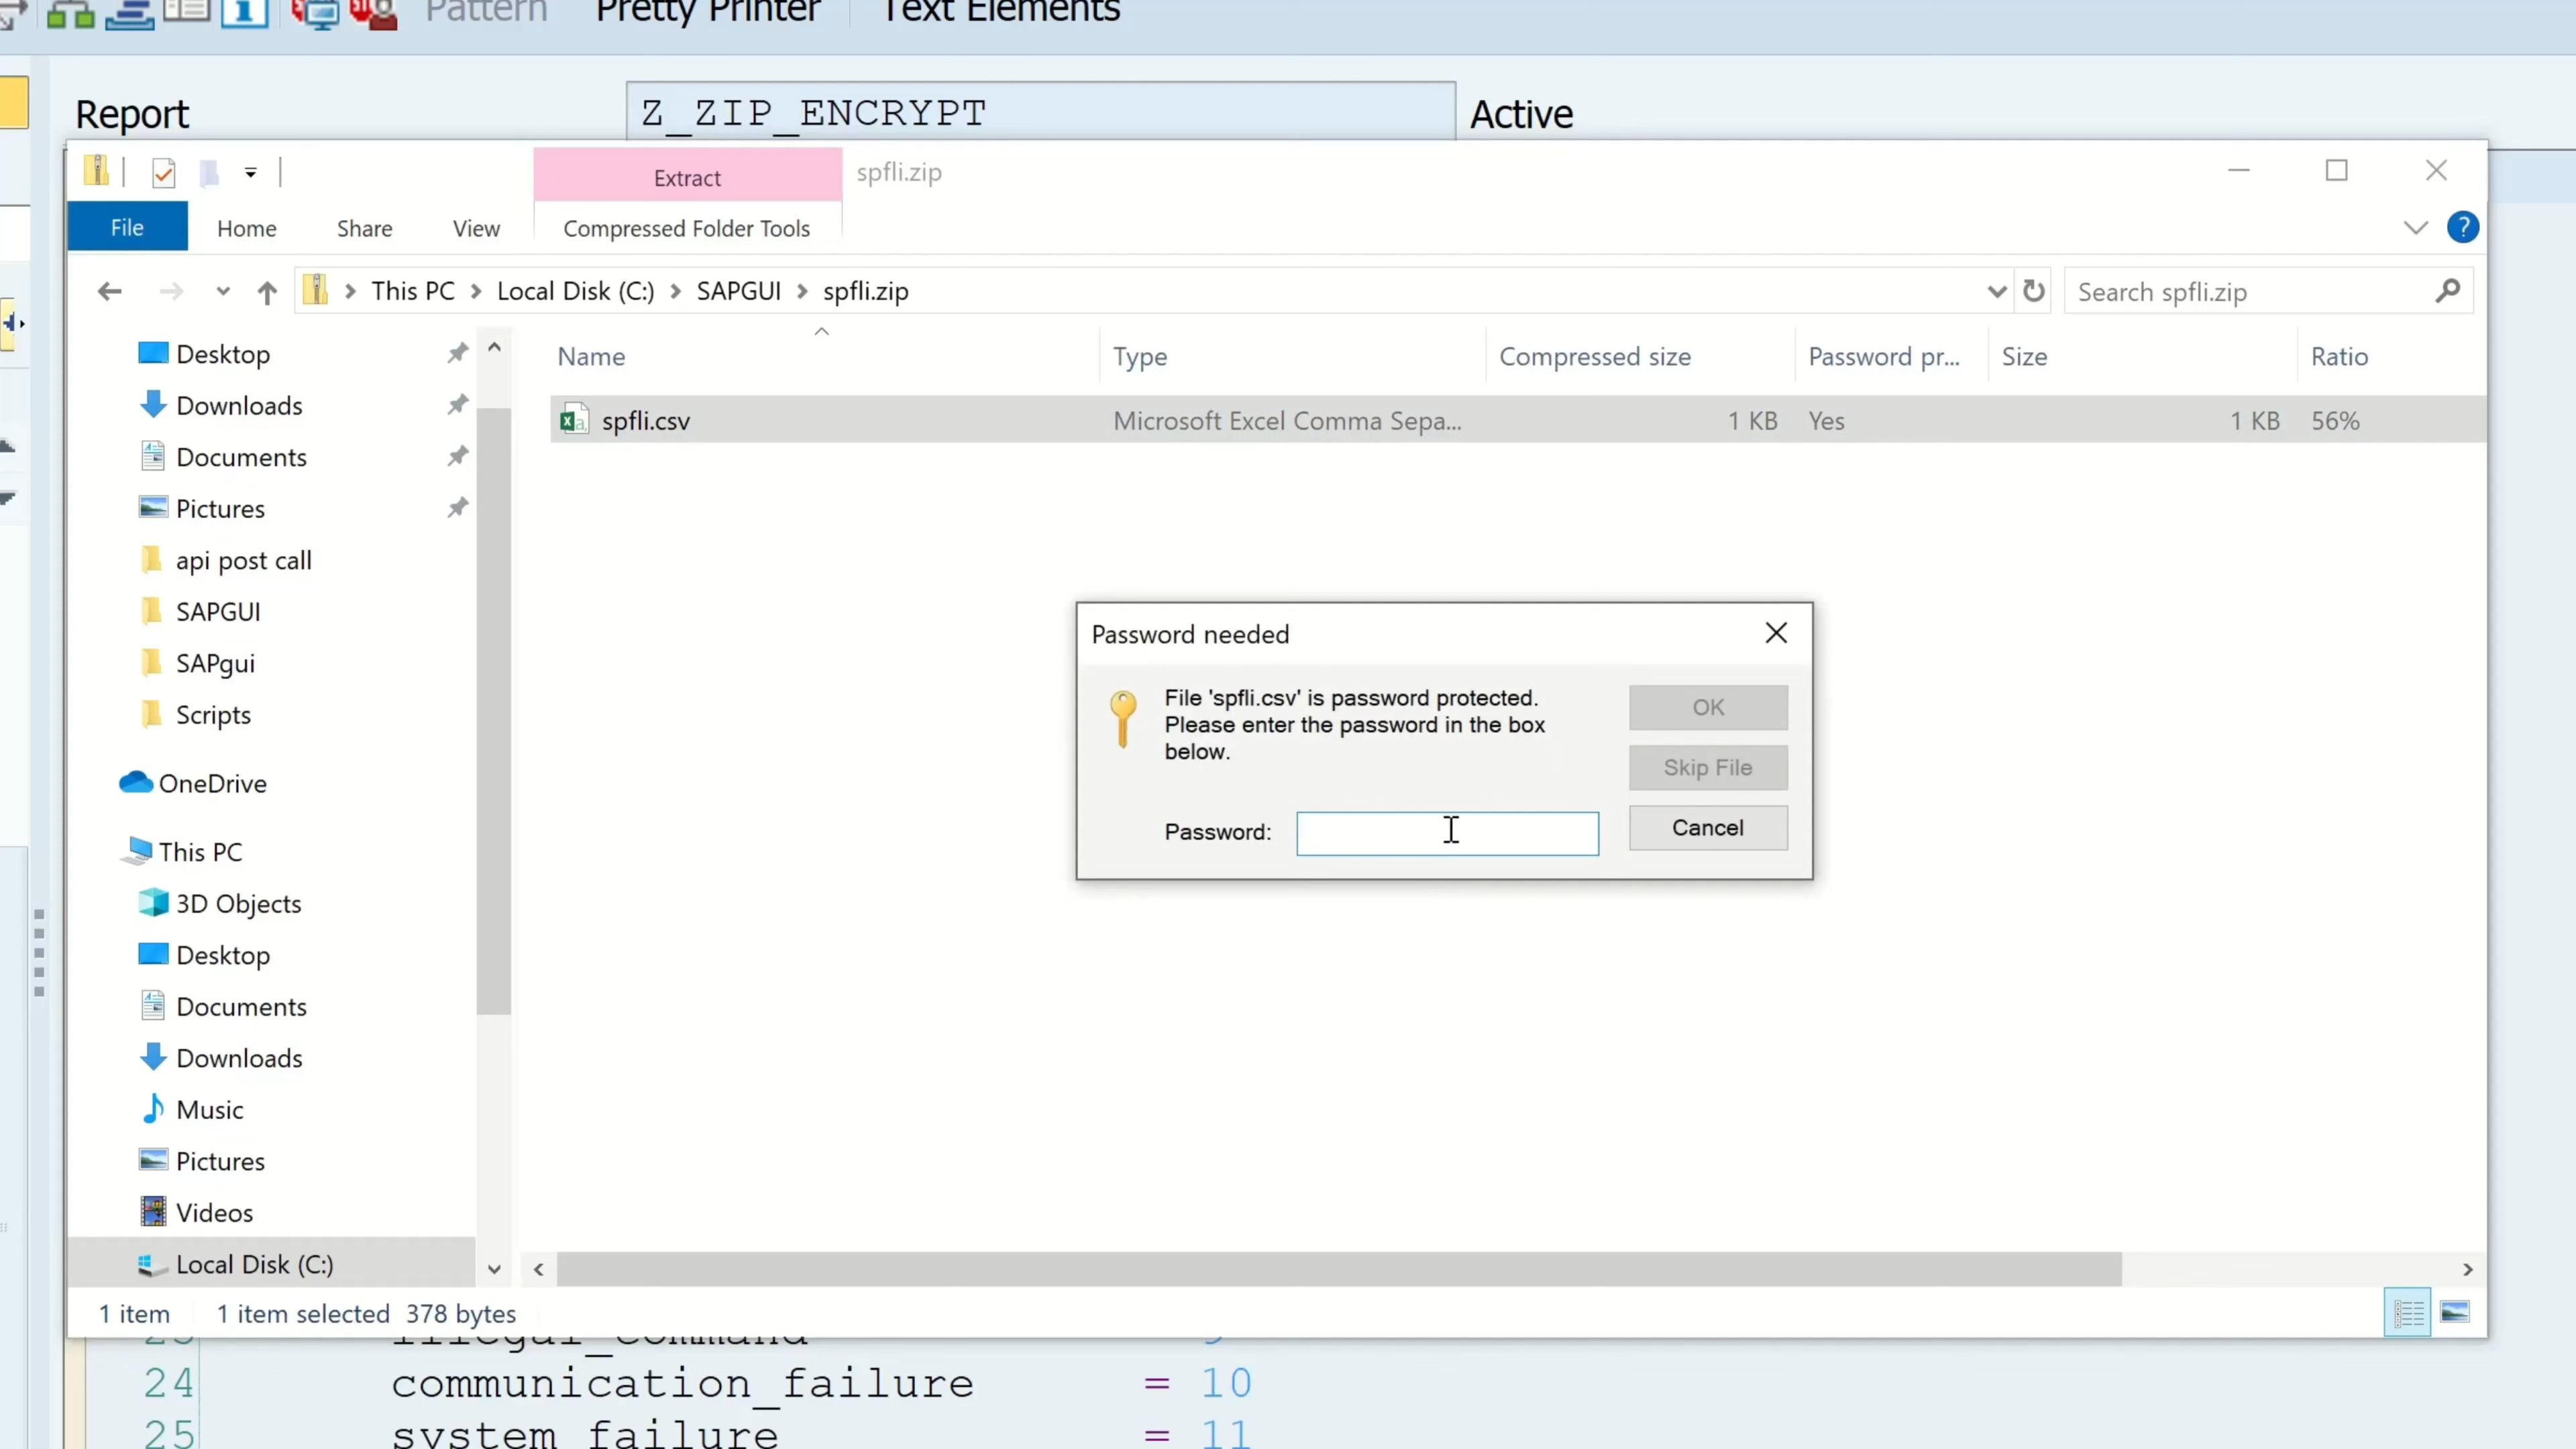 Pattern Pretty Printer Text Elements
Report Z_ZIP_ENCRYPT Active
Extract spfli.zip
File Home Share View Compressed Folder Tools
This PC Local Disk (C:) SAPGUI spfli.zip Search spfli.zip
Name Type Compressed size Password pr... Size Ratio
spfli.csv Microsoft Excel Comma Sepa... 1 KB Yes 1 KB 56%
Desktop
Downloads
Documents
Pictures
api post call
SAPGUI
SAPgui
Scripts
OneDrive
This PC
3D Objects
Desktop
Documents
Downloads
Music
Pictures
Videos
Local Disk (C:)
Password needed
File 'spfli.csv' is password protected.
Please enter the password in the box
below.
Password:
OK
Skip File
Cancel
1 item 1 item selected 378 bytes
illegal_command
24 communication_failure = 10
25 system_failure = 11